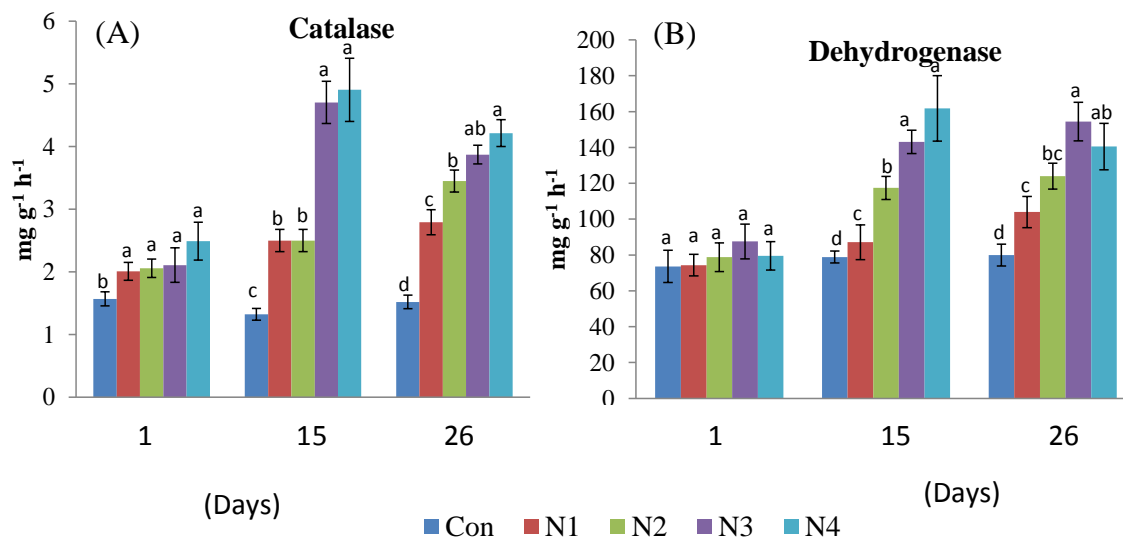 (A)
Catalase
mg g-1 h-1
6
5
4
3
2
1
0
b
a
a
a
a
c
b
b
a
a
d
c
b
ab
a
1
15
26
(Days)
(B)
Dehydrogenase
mg g-1 h-1
200
180
160
140
120
100
80
60
40
20
0
a
a
a
a
a
d
c
b
a
a
d
c
bc
a
ab
1
15
26
(Days)
Con
N1
N2
N3
N4